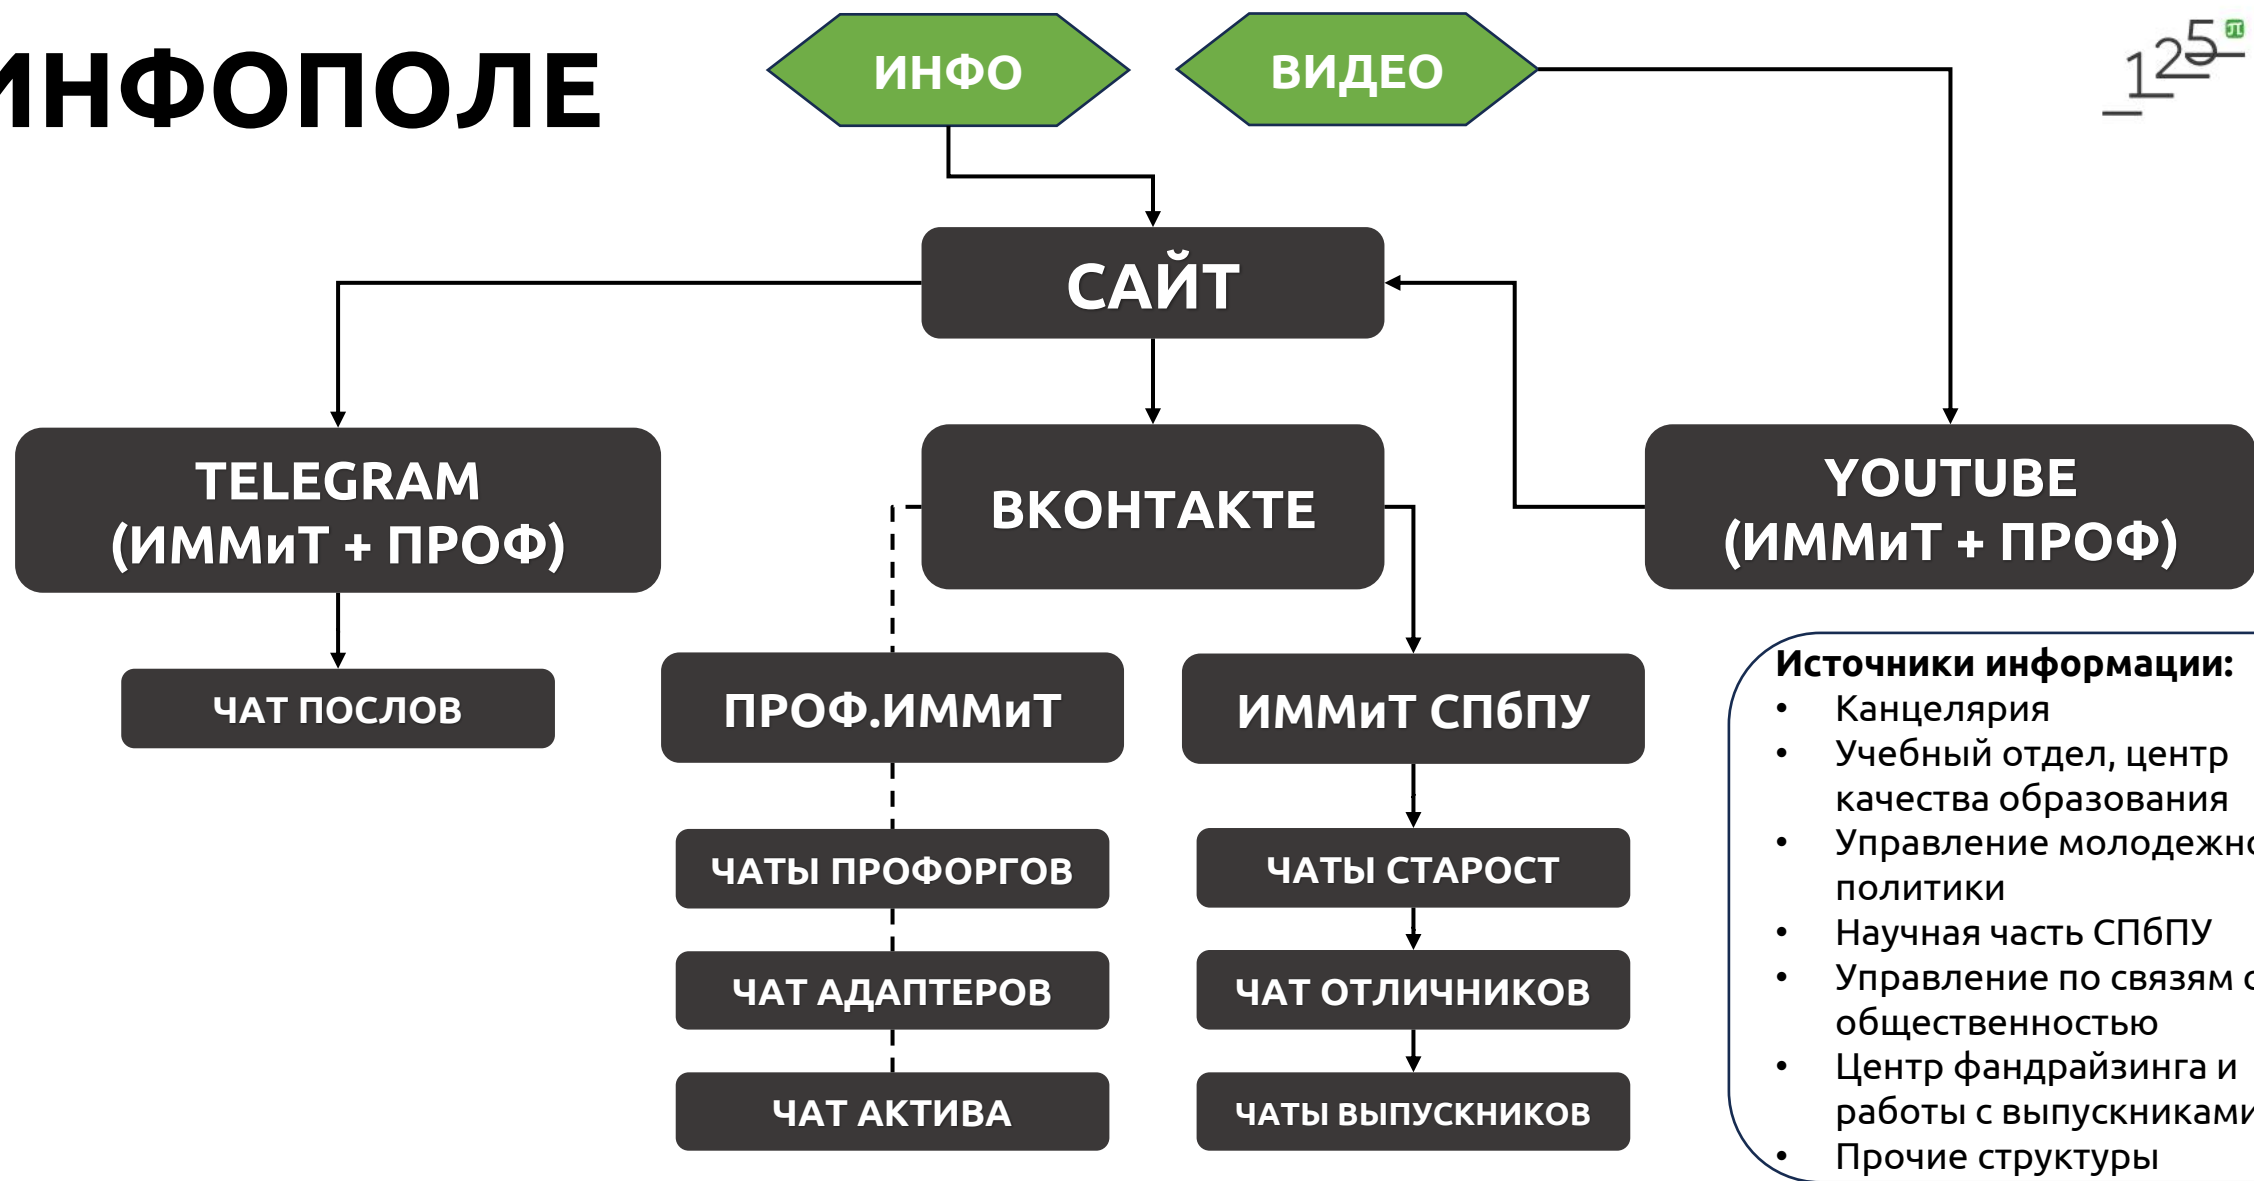 ИНФОПОЛЕ
ИНФО
ВИДЕО
125
π
САЙТ
TELEGRAM
(ИММиТ + ПРОФ)
ВКОНТАКТЕ
YOUTUBE
(ИММиТ + ПРОФ)
ЧАТ ПОСЛОВ
ПРОФ.ИММиТ
ИММиТ СПбПУ
ЧАТЫ ПРОФОРГОВ
ЧАТЫ СТАРОСТ
ЧАТ АДАПТЕРОВ
ЧАТ ОТЛИЧНИКОВ
ЧАТ АКТИВА
ЧАТЫ ВЫПУСКНИКОВ
Источники информации:
• Канцелярия
• Учебный отдел, центр
качества образования
• Управление молодежно
политики
• Научная часть СПбПУ
• Управление по связям с
общественностью
• Центр фандрайзинга и
работы с выпускниками
• Прочие структуры